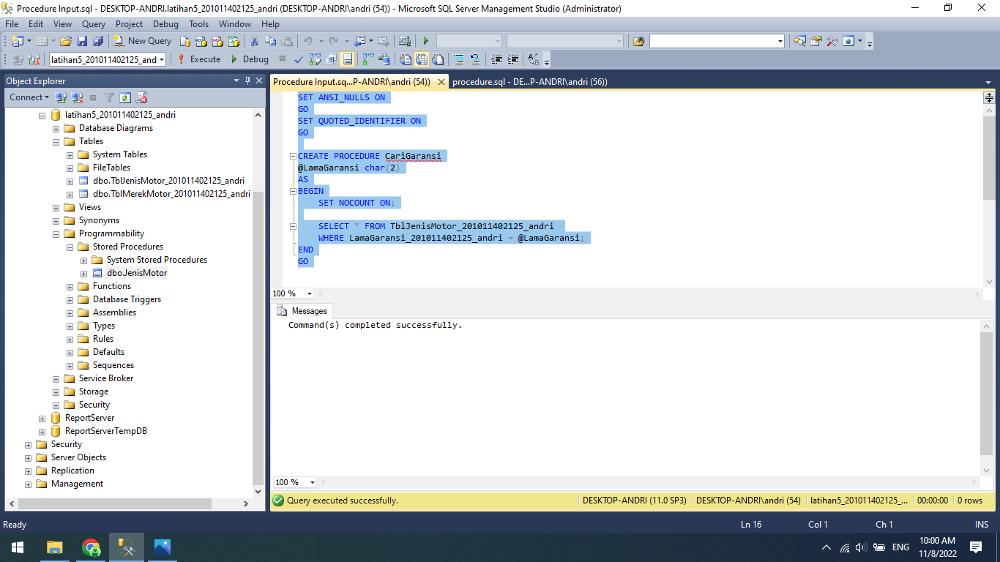 Procedure Input.sql - DESKTOP-ANDRI.latihan5_201011402125_andri (DESKTOP-ANDRI\andri (54)) - Microsoft SQL Server Management Studio (Administrator)
File Edit View Query Project Debug Tools Window Help
New Query
latihan5_201011402125_and Execute Debug
Object Explorer
Connect
latihan5_201011402125_andri
Database Diagrams
Tables
System Tables
FileTables
dbo.TblJenisMotor_201011402125_andri
dbo.TblMerekMotor_201011402125_andri
Views
Synonyms
Programmability
Stored Procedures
System Stored Procedures
dbo.JenisMotor
Functions
Database Triggers
Assemblies
Types
Rules
Defaults
Sequences
Service Broker
Storage
Security
ReportServer
ReportServerTempDB
Security
Server Objects
Replication
Management
Procedure Input.sq...P-ANDRI\andri (54)) procedure.sql - DE...P-ANDRI\andri (56))
SET ANSI_NULLS ON
GO
SET QUOTED_IDENTIFIER ON
GO
CREATE PROCEDURE CariGaransi
@LamaGaransi char(2)
AS
BEGIN
SET NOCOUNT ON;
SELECT * FROM TblJenisMotor_201011402125_andri
WHERE LamaGaransi_201011402125_andri = @LamaGaransi;
END
GO
100 %
Messages
Command(s) completed successfully.
100 %
Query executed successfully. DESKTOP-ANDRI (11.0 SP3) DESKTOP-ANDRI\andri (54) latihan5_201011402125_... 00:00:00 0 rows
Ready Ln 16 Col 1 Ch 1 INS
ENG
10:00 AM
11/8/2022